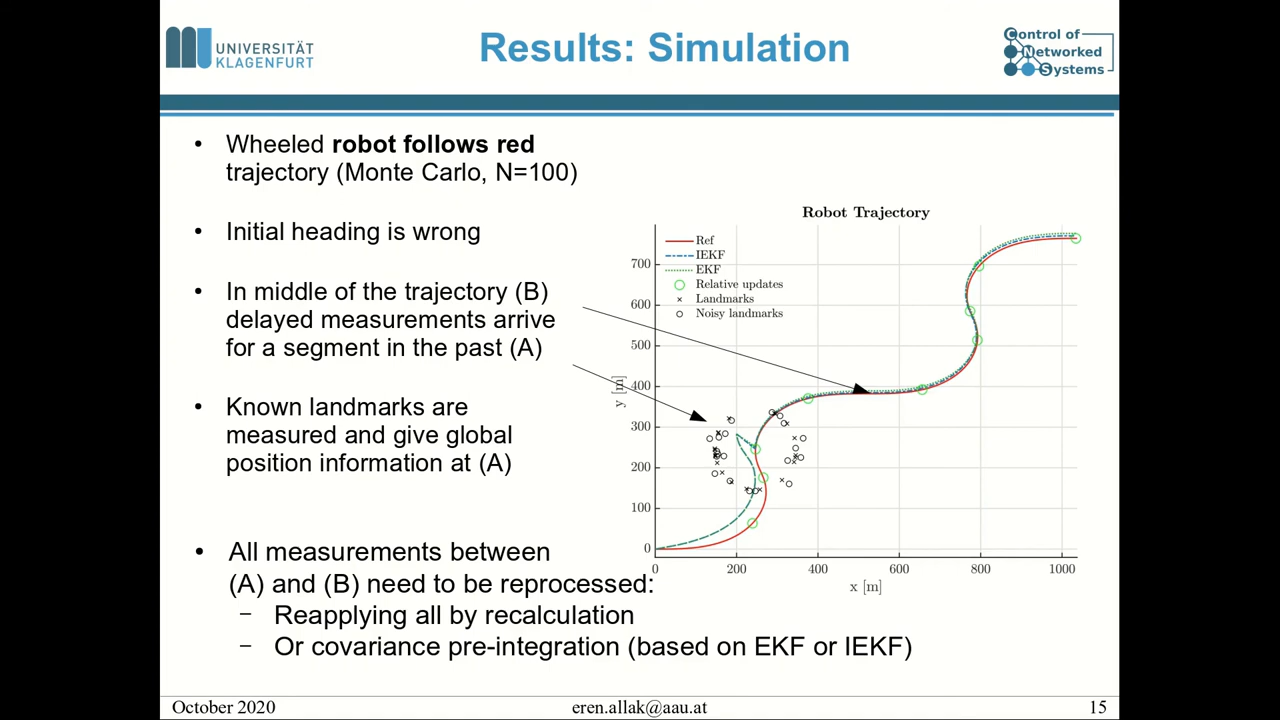 UNIVERSITÄT
KLAGENFURT
Results: Simulation
Control of
Networked
Systems
• Wheeled robot follows red
trajectory (Monte Carlo, N=100)
• Initial heading is wrong
• In middle of the trajectory (B)
delayed measurements arrive
for a segment in the past (A)
• Known landmarks are
measured and give global
position information at (A)
• All measurements between
(A) and (B) need to be reprocessed:
– Reapplying all by recalculation
– Or covariance pre-integration (based on EKF or IEKF)
Robot Trajectory
Ref
IEKF
EKF
Relative updates
Landmarks
Noisy landmarks
700
600
500
400
300
200
100
0
y [m]
0 200 400 600 800 1000
x [m]
October 2020
eren.allak@aau.at
15